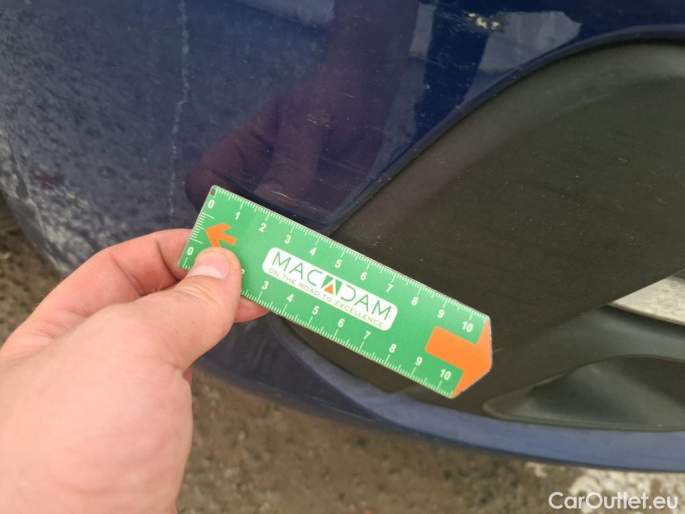 0 1 2 3 4 5 6 7 8 9 10
MACADAM
ON THE ROAD TO EXCELLENCE
0 2 3 4 5 6 7 8 9 10
CarOutlet.eu